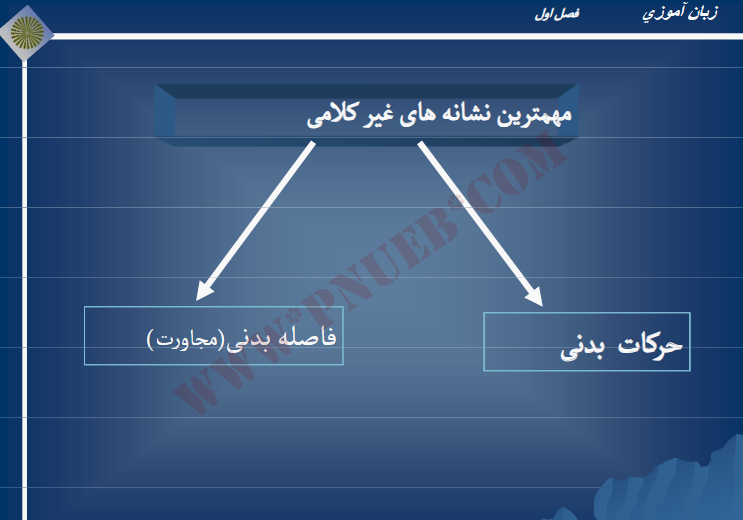 زبان آموزي
فصل اول
مهمترین نشانه های غیر کلامی
حرکات بدنی
فاصله بدنی(مجاورت)
WWW*PNUEB*COM